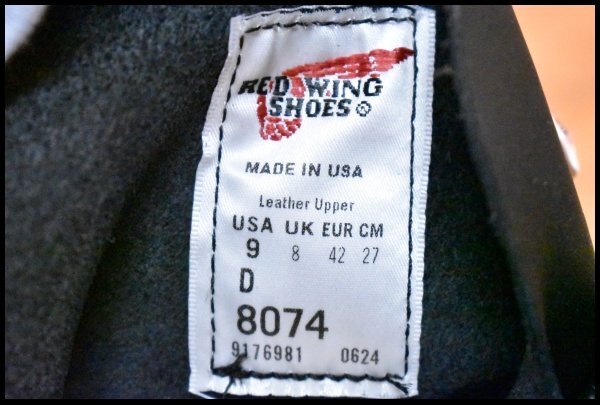 RED WING
SHOES®
MADE IN USA
Leather Upper
USA UK EUR CM
9 8 42 27
D
8074
9176981 0624